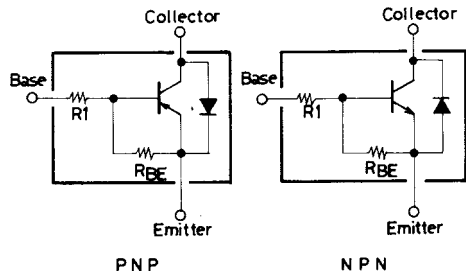 Collector
Base
R1
RBE
Emitter
PNP
Collector
Base
R1
RBE
Emitter
NPN